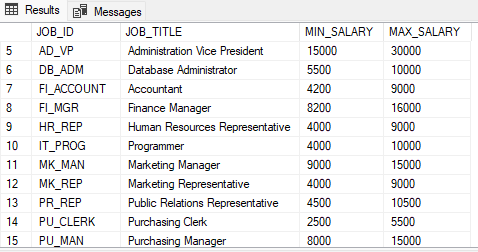 Results Messages
JOB_ID JOB_TITLE MIN_SALARY MAX_SALARY
5 AD_VP Administration Vice President 15000 30000
6 DB_ADM Database Administrator 5500 10000
7 FI_ACCOUNT Accountant 4200 9000
8 FI_MGR Finance Manager 8200 16000
9 HR_REP Human Resources Representative 4000 9000
10 IT_PROG Programmer 4000 10000
11 MK_MAN Marketing Manager 9000 15000
12 MK_REP Marketing Representative 4000 9000
13 PR_REP Public Relations Representative 4500 10500
14 PU_CLERK Purchasing Clerk 2500 5500
15 PU_MAN Purchasing Manager 8000 15000